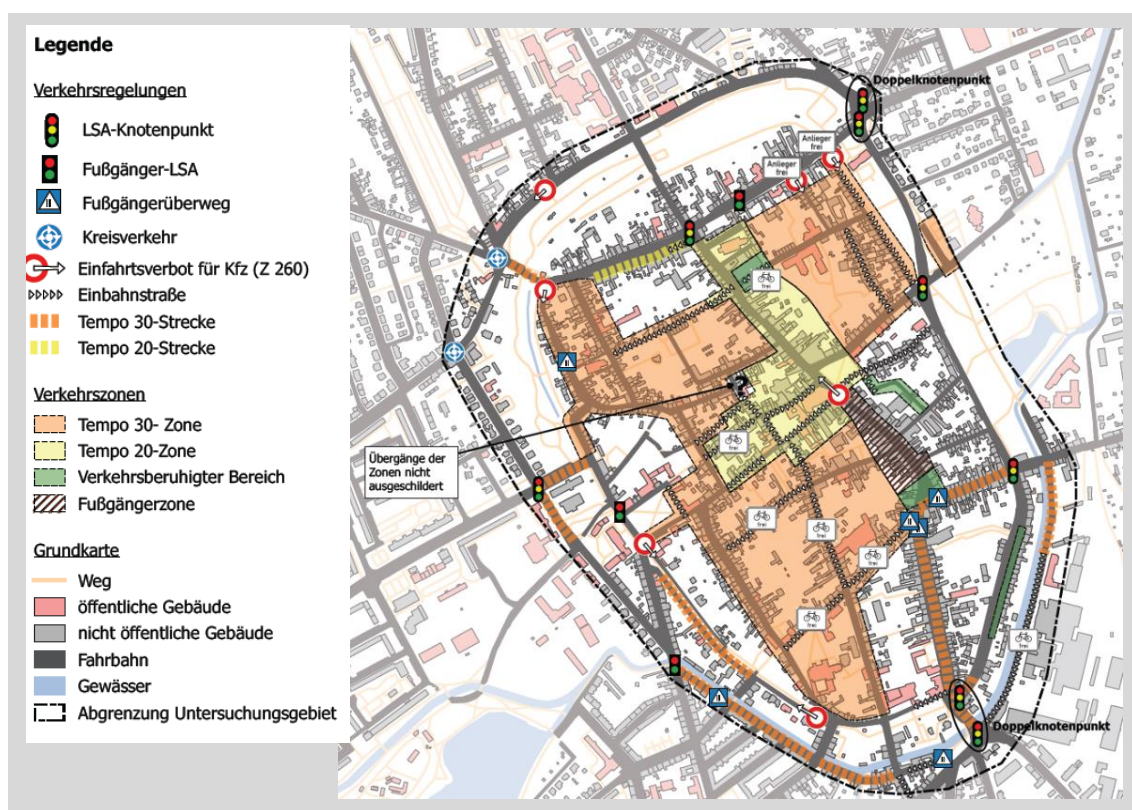 Legende
Verkehrsregelungen
LSA-Knotenpunkt
Fußgänger-LSA
Fußgängerüberweg
Kreisverkehr
Einfahrtsverbot für Kfz (Z 260)
Einbahnstraße
Tempo 30-Strecke
Tempo 20-Strecke
Verkehrszonen
Tempo 30- Zone
Tempo 20-Zone
Verkehrsberuhigter Bereich
Fußgängerzone
Grundkarte
Weg
öffentliche Gebäude
nicht öffentliche Gebäude
Fahrbahn
Gewässer
Abgrenzung Untersuchungsgebiet
Doppelknotenpunkt
Anlieger
frei
Anlieger
frei
frei
Übergänge der
Zonen nicht
ausgeschildert
frei
frei
frei
frei
frei
frei
Doppelknotenpunkt